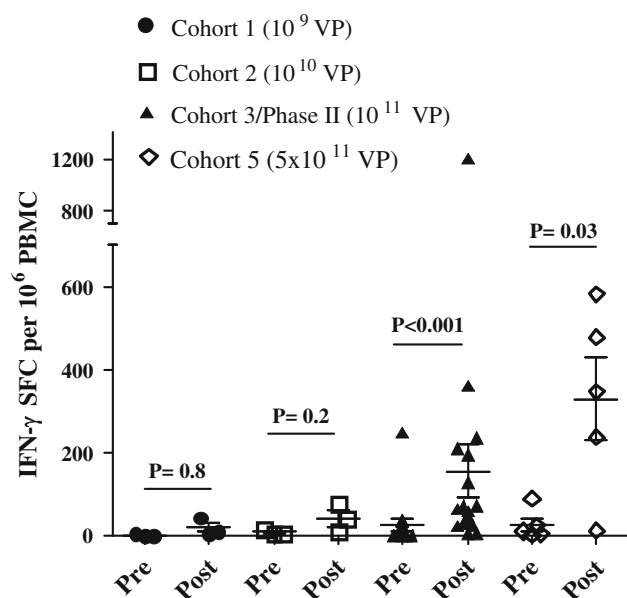 Cohort 1 (10⁹ VP)
Cohort 2 (10¹⁰ VP)
Cohort 3/Phase II (10¹¹ VP)
Cohort 5 (5x10¹¹ VP)
IFN-γ SFC per 10⁶ PBMC
1200
800
600
400
200
0
P= 0.8
P= 0.2
P<0.001
P= 0.03
Pre Post Pre Post Pre Post Pre Post